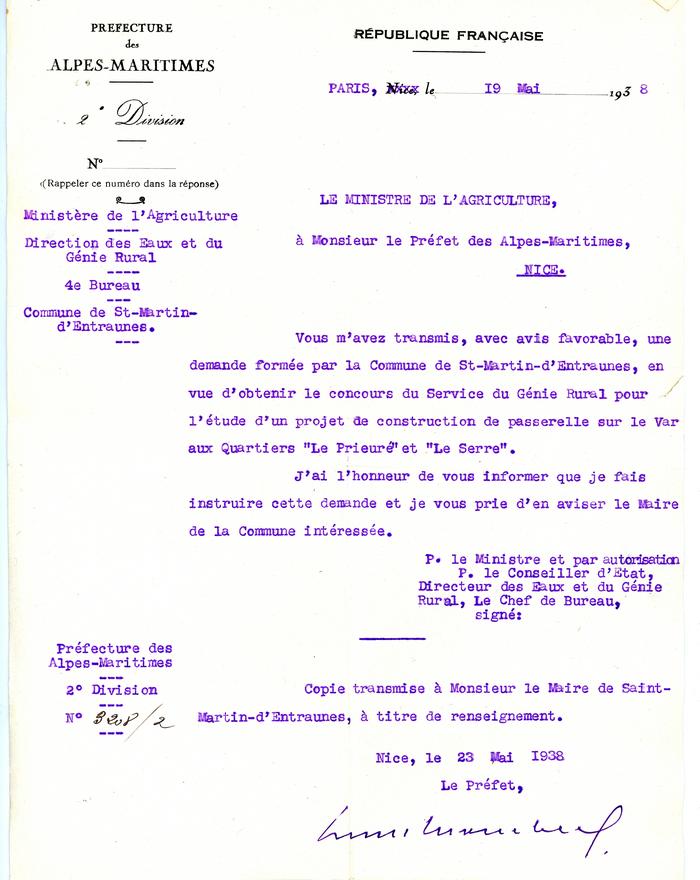 PREFECTURE
des
ALPES-MARITIMES
2e Division
N°
(Rappeler ce numéro dans la réponse)
RÉPUBLIQUE FRANÇAISE
PARIS, Nice, le 19 Mai 1938
Ministère de l'Agriculture
----
Direction des Eaux et du
Génie Rural
----
4e Bureau
---
Commune de St-Martin-
d'Entraunes.
---
LE MINISTRE DE L'AGRICULTURE,
à Monsieur le Préfet des Alpes-Maritimes,
NICE.
Vous m'avez transmis, avec avis favorable, une
demande formée par la Commune de St-Martin-d'Entraunes, en
vue d'obtenir le concours du Service du Génie Rural pour
l'étude d'un projet de construction de passerelle sur le Var
aux Quartiers "Le Prieuré" et "Le Serre".
J'ai l'honneur de vous informer que je fais
instruire cette demande et je vous prie d'en aviser le Maire
de la Commune intéressée.
P. le Ministre et par autorisation
P. le Conseiller d'Etat,
Directeur des Eaux et du Génie
Rural, Le Chef de Bureau,
signé:
Préfecture des
Alpes-Maritimes
---
2° Division
---
N° 3208/2
---
Copie transmise à Monsieur le Maire de Saint-
Martin-d'Entraunes, à titre de renseignement.
Nice, le 23 Mai 1938
Le Préfet,